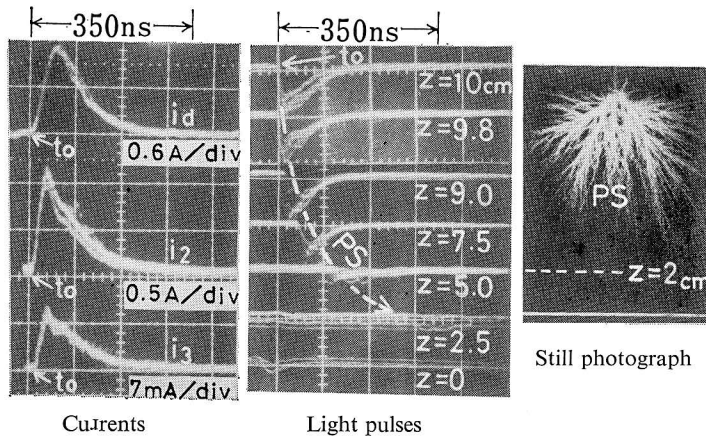 350ns
350ns
id
to
0.6A/div
i2
to
0.5A/div
i3
to
7mA/div
to
z=10cm
z=9.8
z=9.0
z=7.5
PS
z=5.0
z=2.5
z=0
PS
z=2cm
Currents
Light pulses
Still photograph